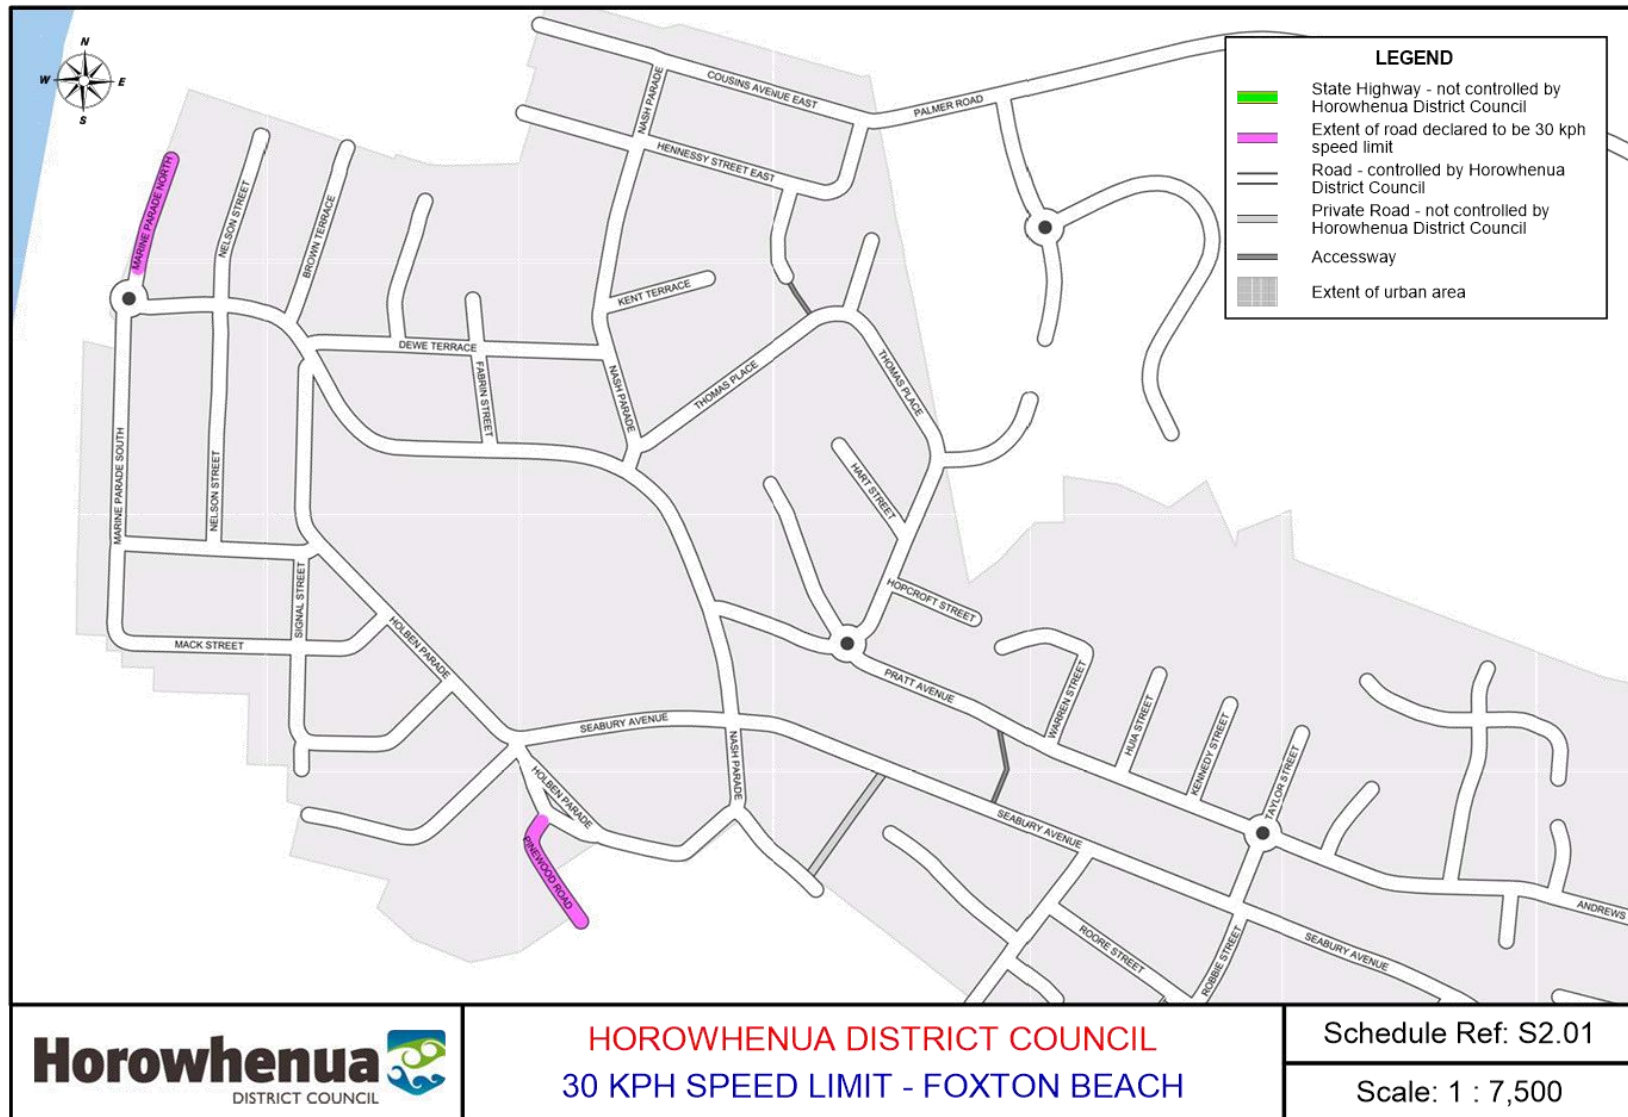 N
W
E
S
LEGEND
State Highway - not controlled by
Horowhenua District Council
Extent of road declared to be 30 kph
speed limit
Road - controlled by Horowhenua
District Council
Private Road - not controlled by
Horowhenua District Council
Accessway
Extent of urban area
COUSINS AVENUE EAST
PALMER ROAD
NASH PARADE
HENNESSY STREET EAST
MARINE PARADE NORTH
NELSON STREET
BROWN TERRACE
KENT TERRACE
DEWE TERRACE
FABRIN STREET
NASH PARADE
THOMAS PLACE
THOMAS PLACE
MARINE PARADE SOUTH
NELSON STREET
HART STREET
SIGNAL STREET
HOPCROFT STREET
MACK STREET
HOLBEN PARADE
PRATT AVENUE
WARREN STREET
HUIA STREET
KENNEDY STREET
TAYLOR STREET
SEABURY AVENUE
NASH PARADE
HOLBEN PARADE
PINEWOOD ROAD
SEABURY AVENUE
ROORE STREET
ROBBIE STREET
SEABURY AVENUE
ANDREWS
Horowhenua
DISTRICT COUNCIL
HOROWHENUA DISTRICT COUNCIL
30 KPH SPEED LIMIT - FOXTON BEACH
Schedule Ref: S2.01
Scale: 1 : 7,500